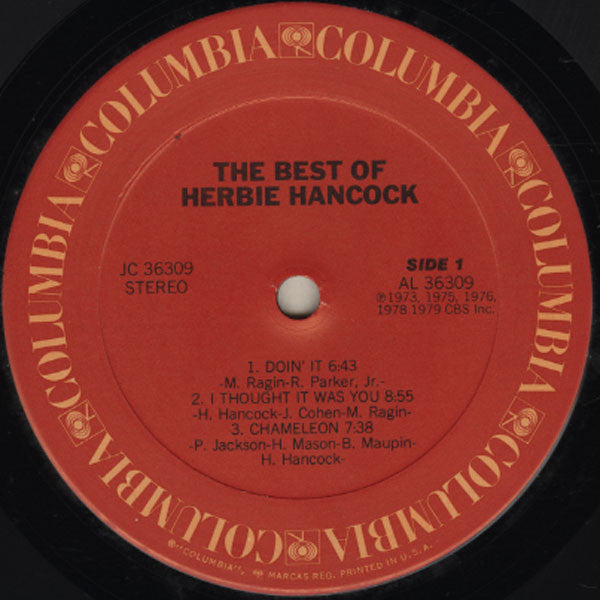 COLUMBIA COLUMBIA COLUMBIA COLUMBIA COLUMBIA COLUMBIA
THE BEST OF
HERBIE HANCOCK
JC 36309
STEREO
SIDE 1
AL 36309
℗1973, 1975, 1976,
1978 1979 CBS Inc.
1. DOIN' IT 6:43
-M. Ragin-R. Parker, Jr.-
2. I THOUGHT IT WAS YOU 8:55
-H. Hancock-J. Cohen-M. Ragin-
3. CHAMELEON 7:38
-P. Jackson-H. Mason-B. Maupin-
H. Hancock-
®"COLUMBIA", MARCAS REG. PRINTED IN U.S.A.